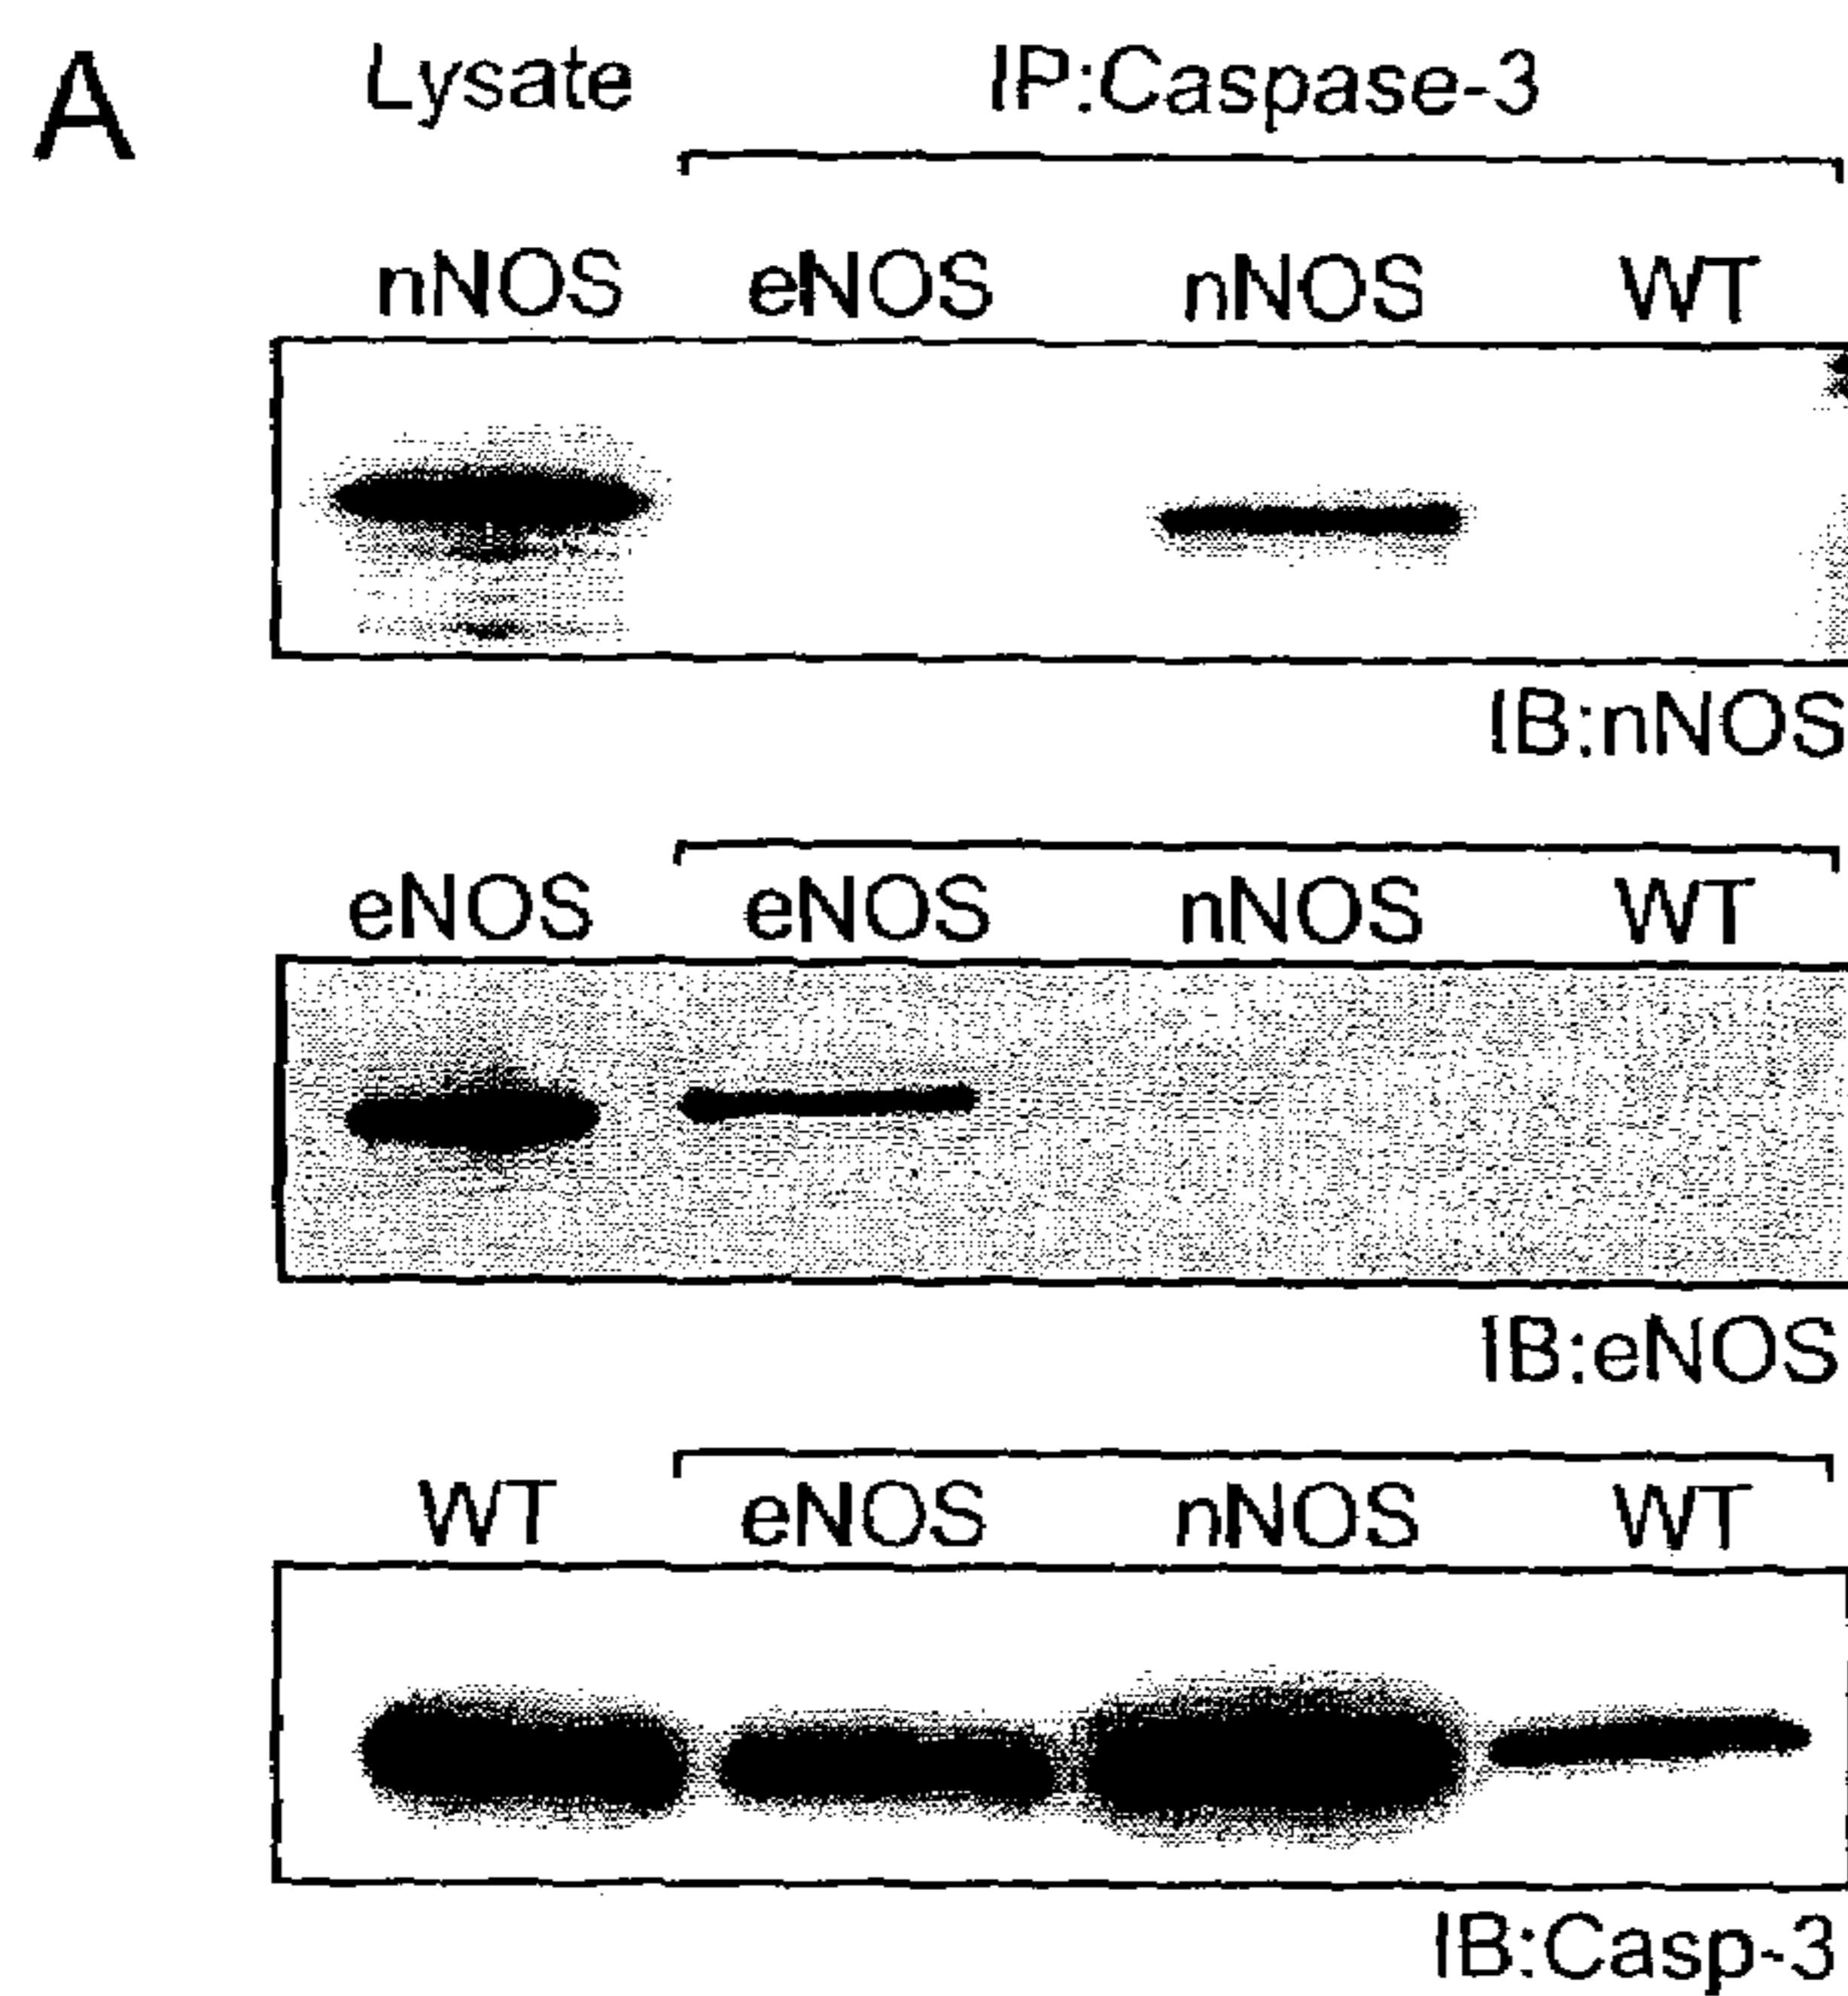 A
Lysate IP:Caspase-3
nNOS eNOS nNOS WT
IB:nNOS
eNOS eNOS nNOS WT
IB:eNOS
WT eNOS nNOS WT
IB:Casp-3